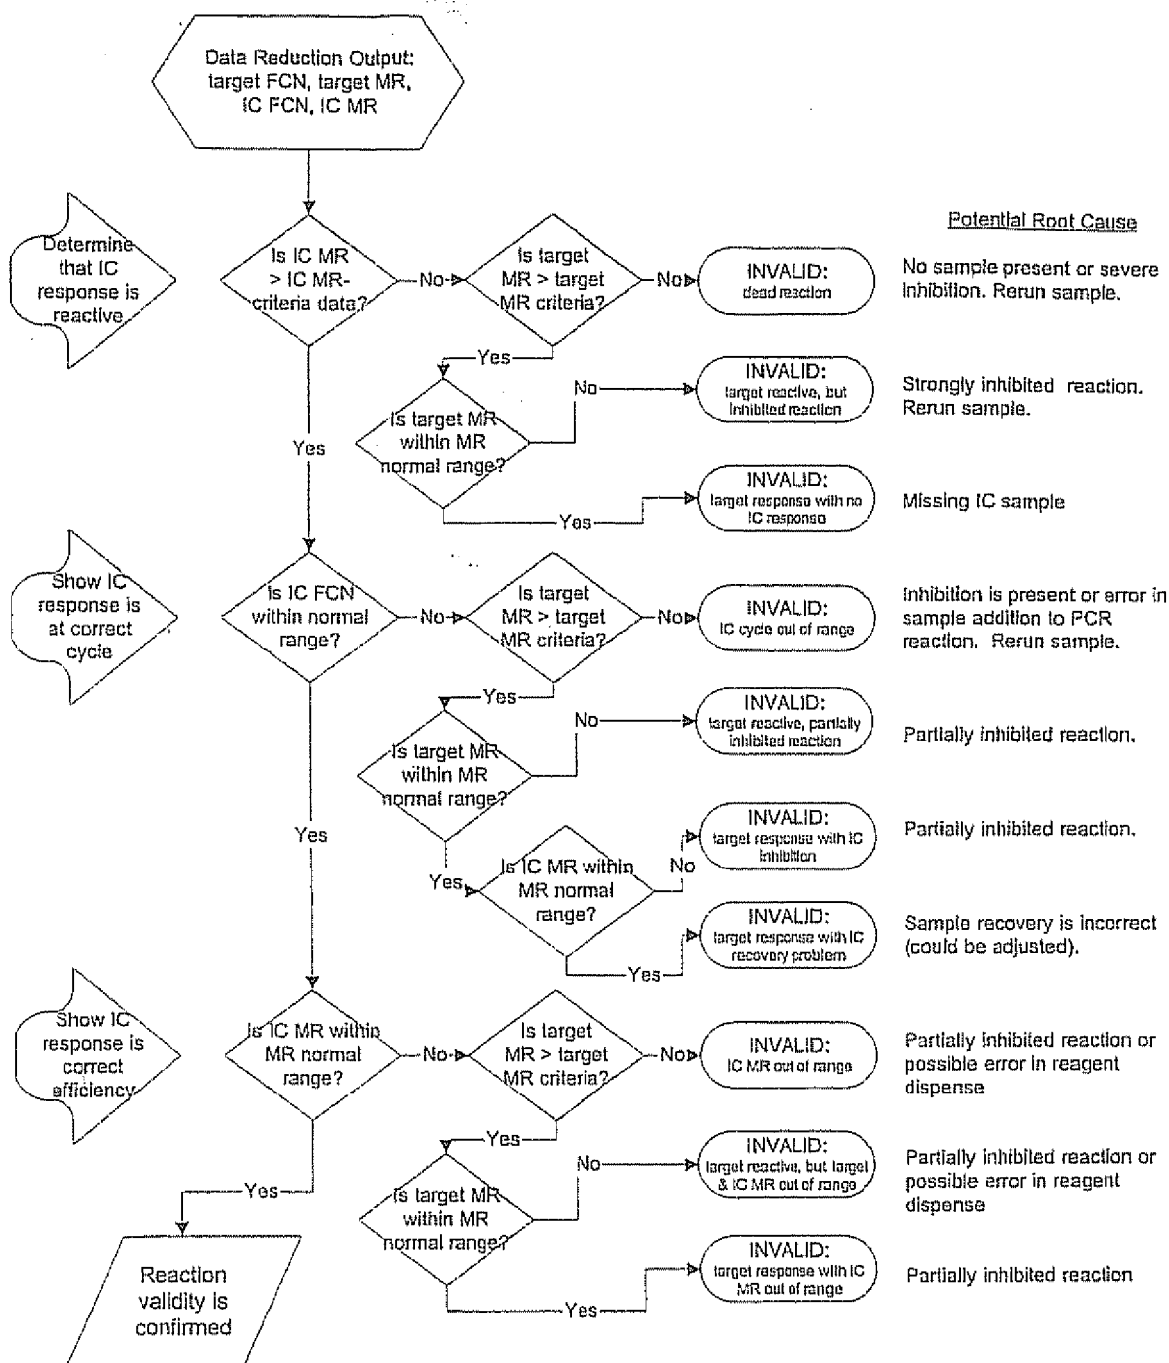 Data Reduction Output:
target FCN, target MR,
IC FCN, IC MR
Potential Root Cause
Determine
that IC
response is
reactive
Is IC MR
> IC MR-
criteria data?
No
Is target
MR > target
MR criteria?
No
INVALID:
dead reaction
No sample present or severe
inhibition. Rerun sample.
Yes
Is target MR
within MR
normal range?
No
INVALID:
target reactive, but
inhibited reaction
Strongly inhibited reaction.
Rerun sample.
Yes
INVALID:
target response with no
IC response
Missing IC sample
Yes
Show IC
response is
at correct
cycle
Is IC FCN
within normal
range?
No
Is target
MR > target
MR criteria?
No
INVALID:
IC cycle out of range
Inhibition is present or error in
sample addition to PCR
reaction. Rerun sample.
Yes
Is target MR
within MR
normal range?
No
INVALID:
target reactive, partially
inhibited reaction
Partially inhibited reaction.
Yes
Is IC MR within
MR normal
range?
No
INVALID:
target response with IC
inhibition
Partially inhibited reaction.
Yes
INVALID:
target response with IC
recovery problem
Sample recovery is incorrect
(could be adjusted).
Yes
Show IC
response is
correct
efficiency
Is IC MR within
MR normal
range?
No
Is target
MR > target
MR criteria?
No
INVALID:
IC MR out of range
Partially inhibited reaction or
possible error in reagent
dispense
Yes
Is target MR
within MR
normal range?
No
INVALID:
target reactive, but target
& IC MR out of range
Partially inhibited reaction or
possible error in reagent
dispense
Yes
INVALID:
target response with IC
MR out of range
Partially inhibited reaction
Yes
Reaction
validity is
confirmed